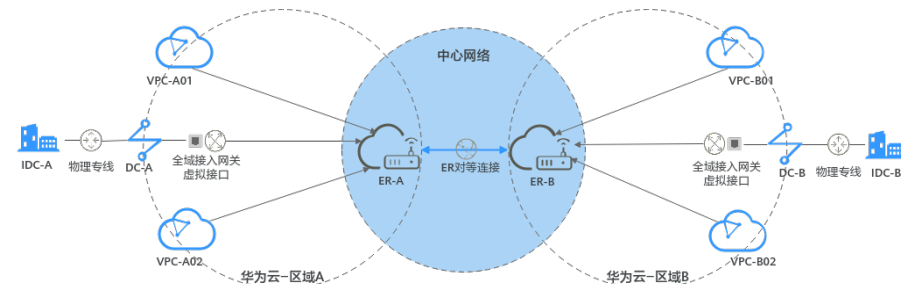 中心网络
VPC-A01
VPC-B01
IDC-A
物理专线
DC-A
全域接入网关
虚拟接口
ER-A
ER对等连接
ER-B
全域接入网关
虚拟接口
DC-B
物理专线
IDC-B
VPC-A02
VPC-B02
华为云-区域A
华为云-区域B